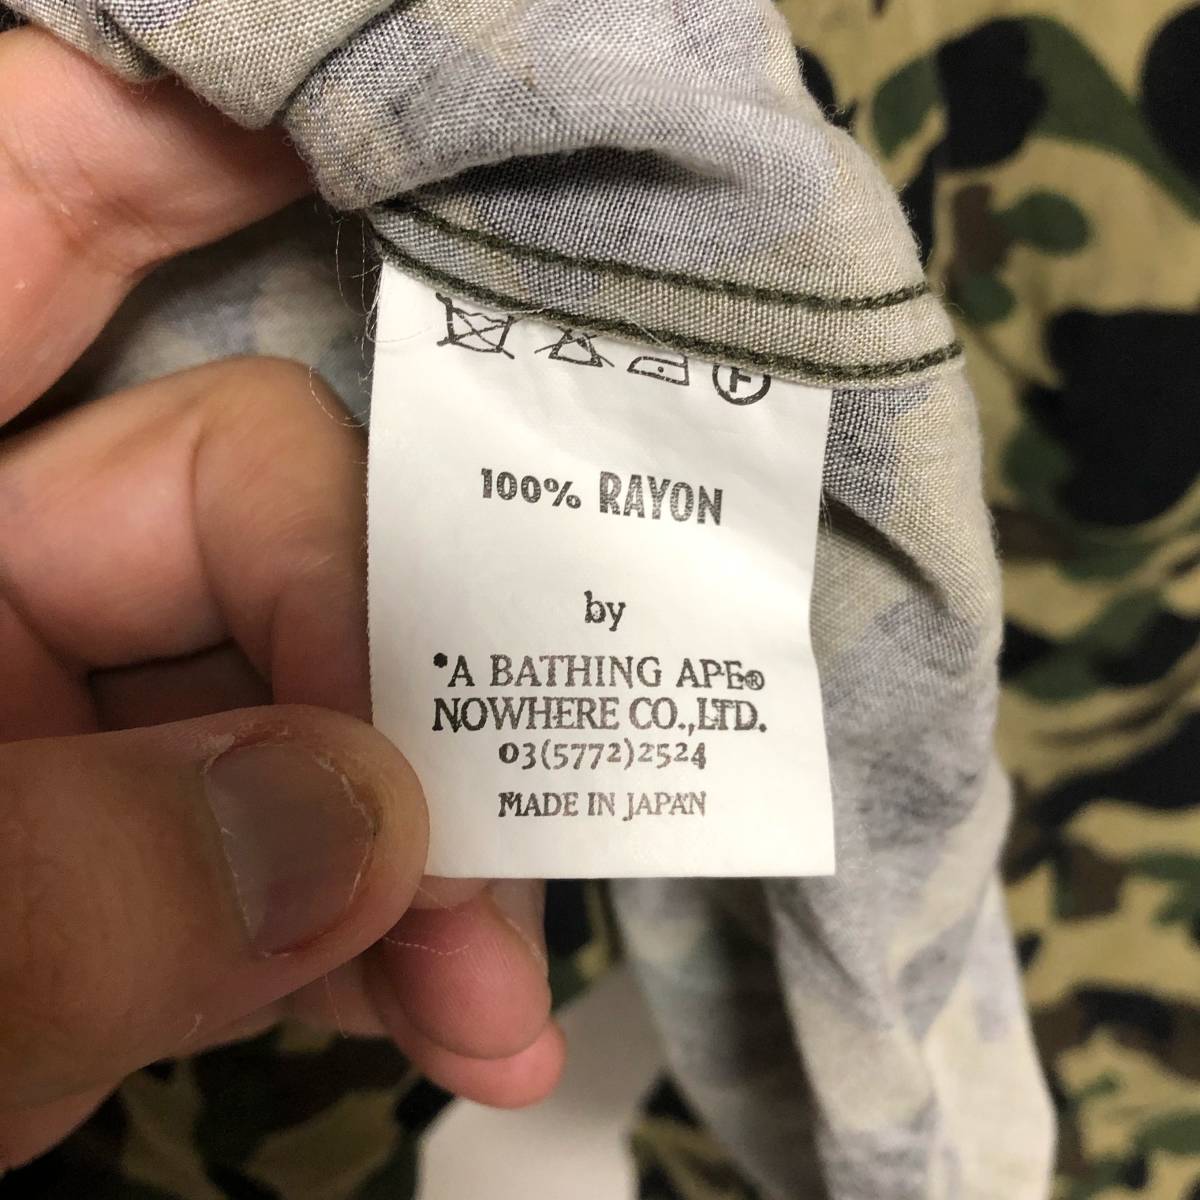 F
100% RAYON
by
*A BATHING APE®
NOWHERE CO.,LTD.
03(5772)2524
MADE IN JAPAN